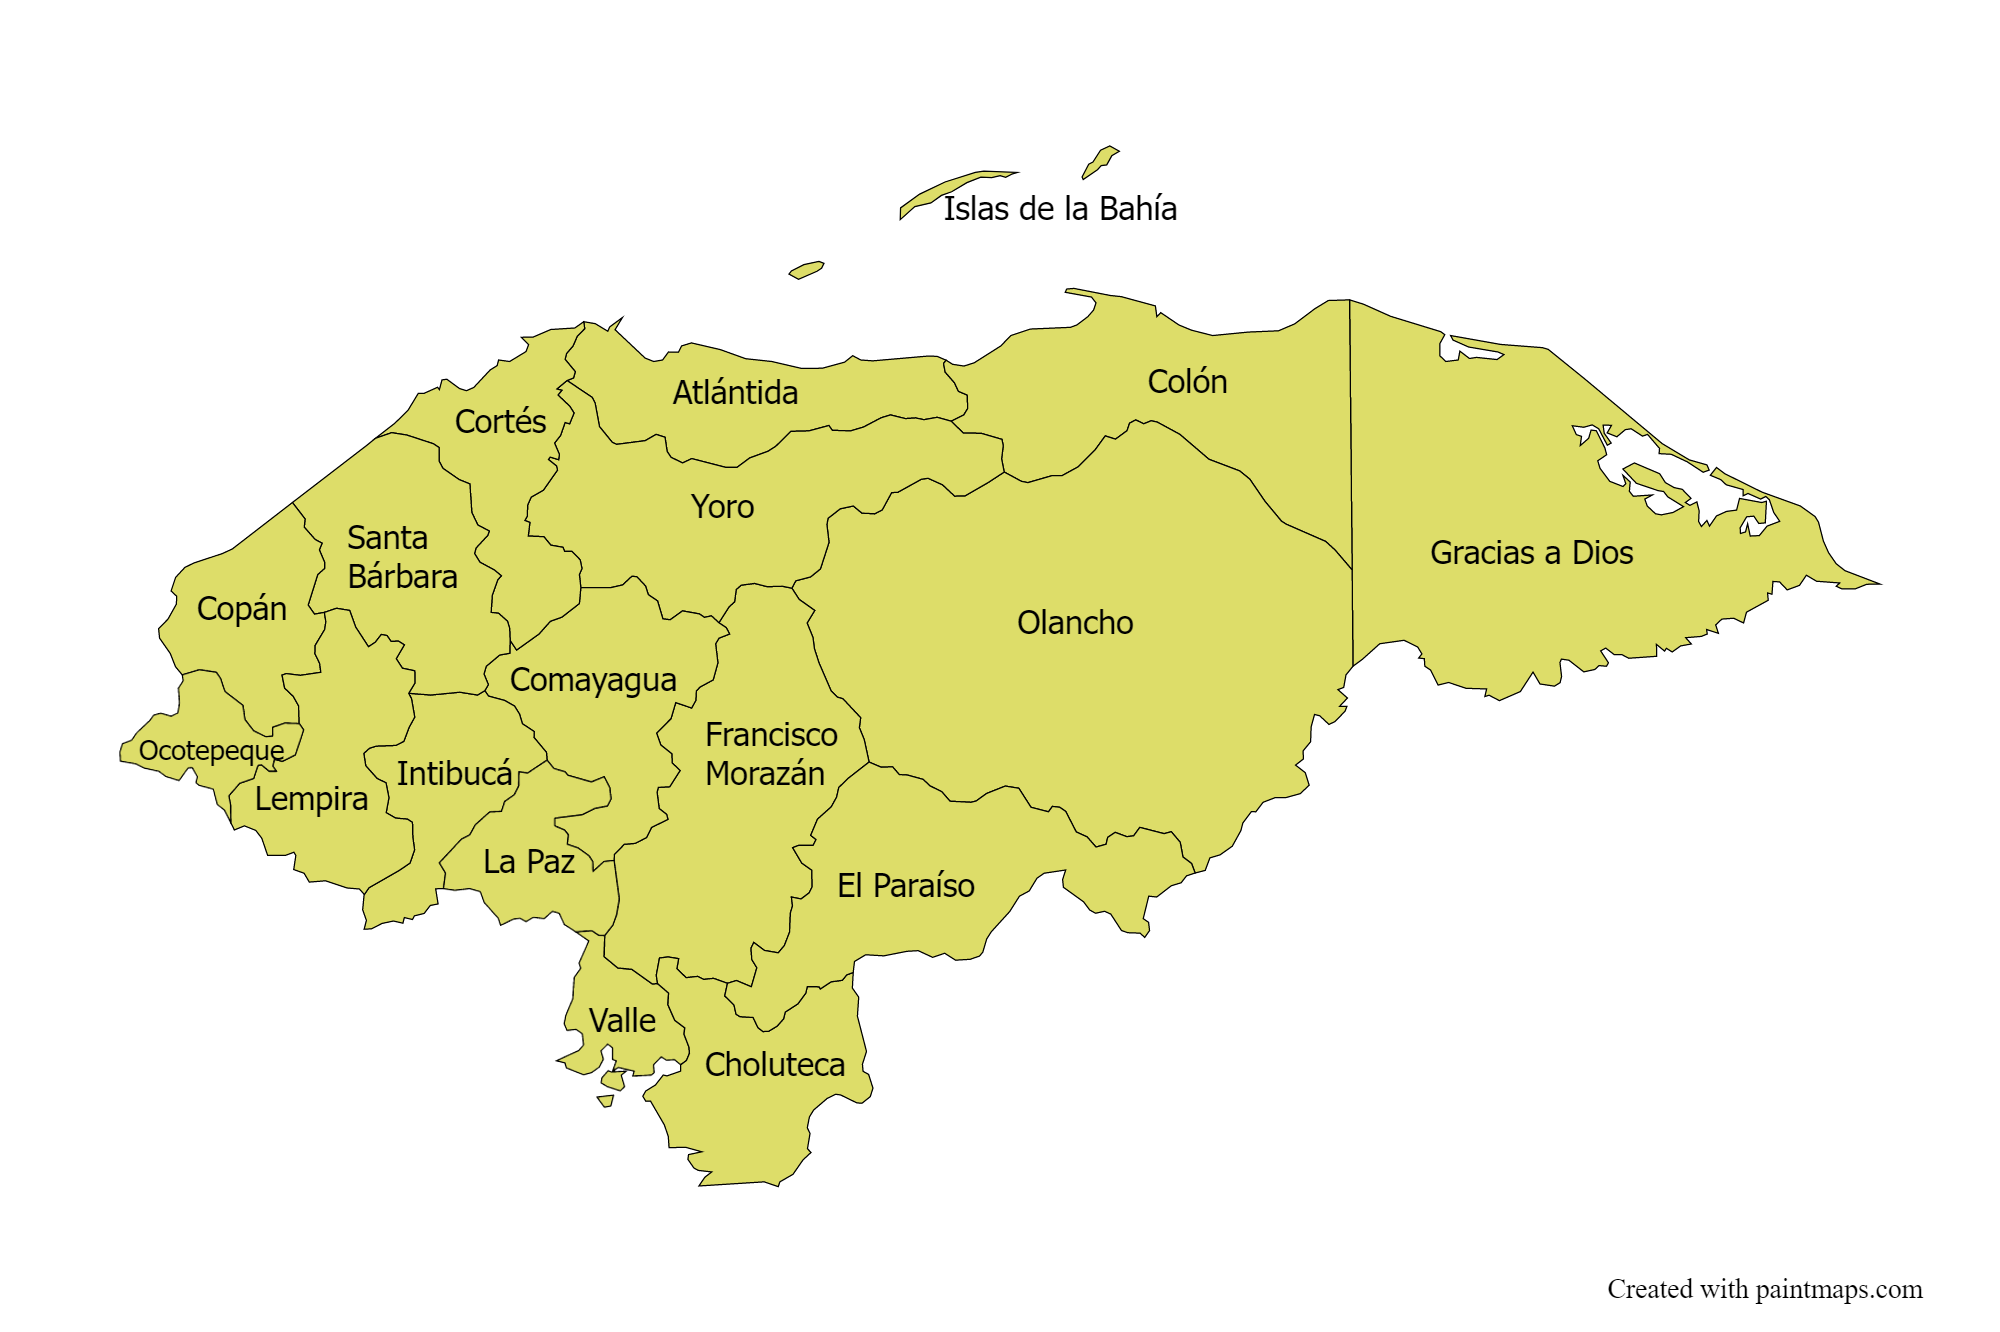 Islas de la Bahía
Colón
Atlántida
Cortés
Yoro
Santa
Bárbara
Gracias a Dios
Copán
Olancho
Comayagua
Francisco
Morazán
Ocotepeque
Intibucá
Lempira
La Paz
El Paraíso
Valle
Choluteca
Created with paintmaps.com